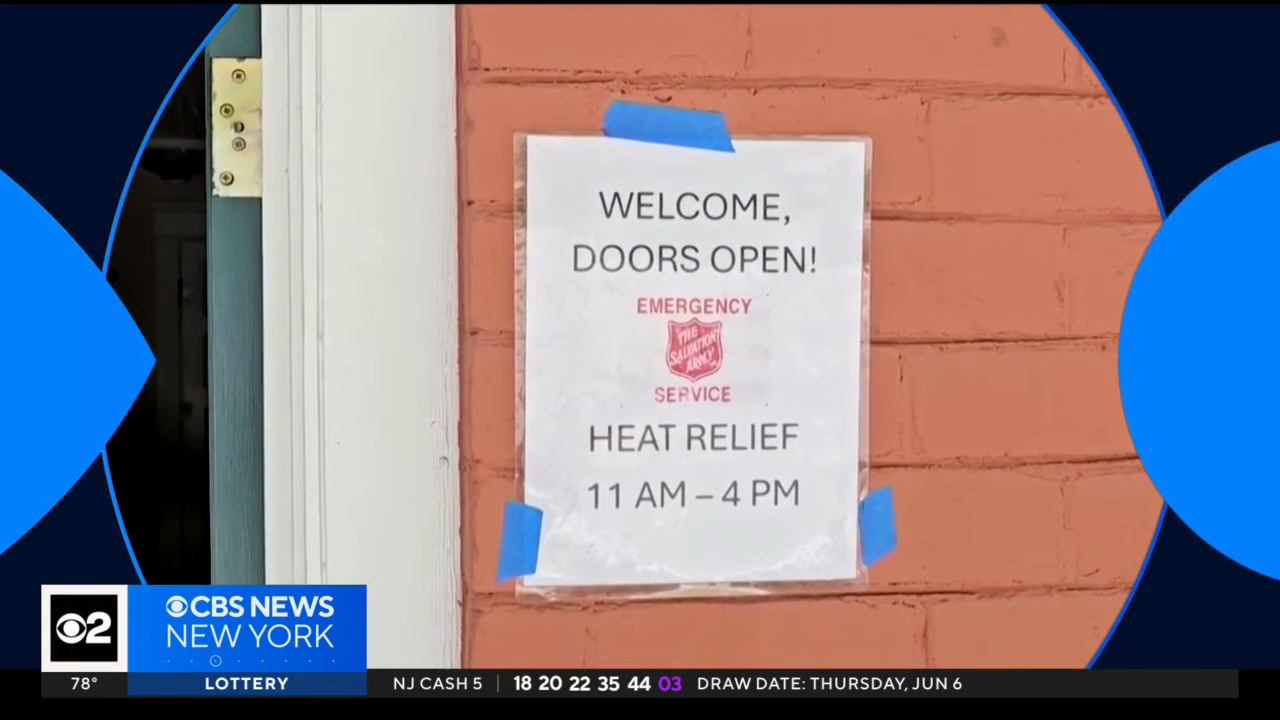 WELCOME,
DOORS OPEN!
EMERGENCY
THE
SALVATION
ARMY
SERVICE
HEAT RELIEF
11 AM – 4 PM
2
CBS NEWS
NEW YORK
78° LOTTERY NJ CASH 5 | 18 20 22 35 44 03 DRAW DATE: THURSDAY, JUN 6